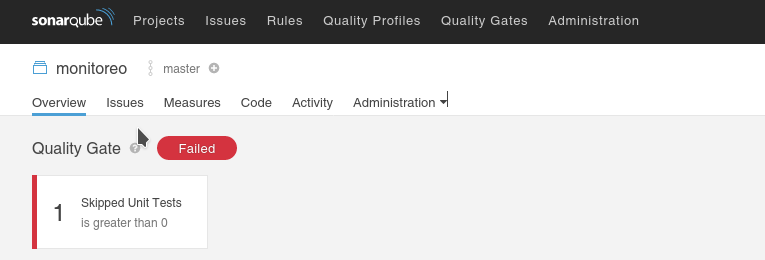 sonarqube Projects Issues Rules Quality Profiles Quality Gates Administration
monitoreo master
Overview Issues Measures Code Activity Administration
Quality Gate ? Failed
1 Skipped Unit Tests
is greater than 0